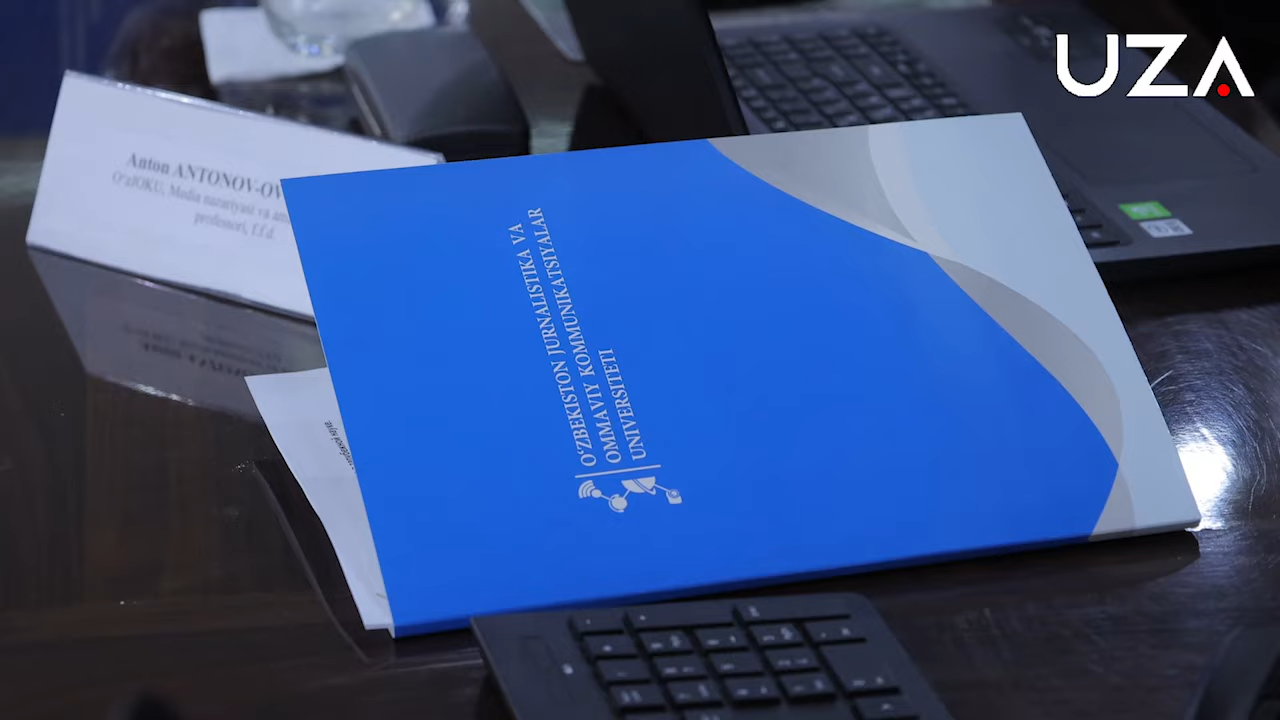 UZA
Anton ANTONOV-OV
O'zJOKU, Media nazariyasi va
professori, f.f.d.
O'ZBEKISTON JURNALISTIKA VA
OMMAVIY KOMMUNIKATSIYALAR
UNIVERSITETI